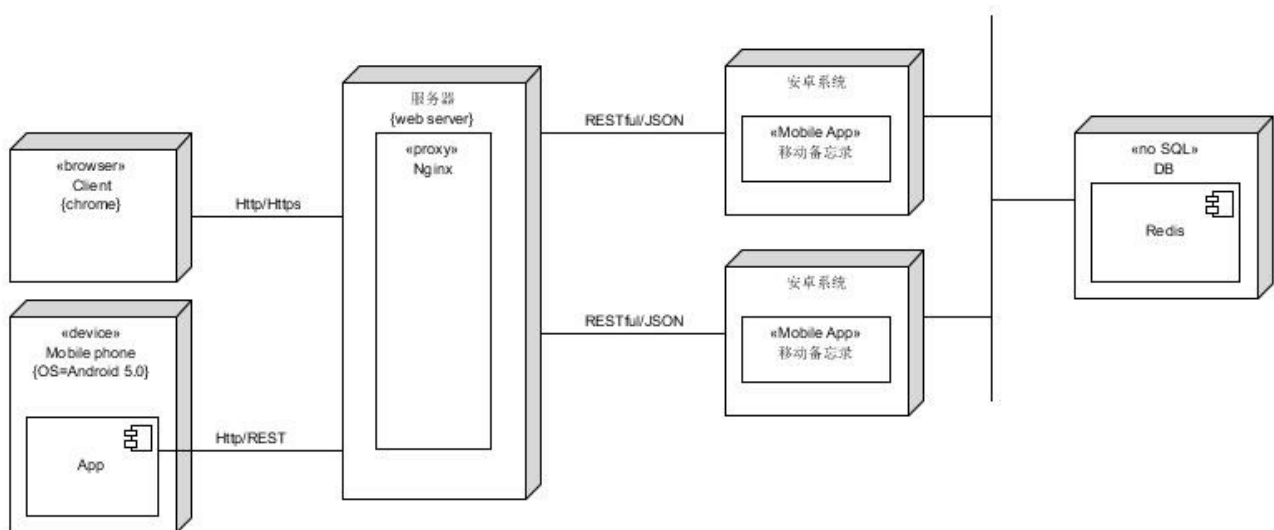 «browser»
Client
{chrome}
Http/Https
«device»
Mobile phone
{OS=Android 5.0}
App
Http/REST
服务器
{web server}
«proxy»
Nginx
RESTful/JSON
RESTful/JSON
安卓系统
«Mobile App»
移动备忘录
安卓系统
«Mobile App»
移动备忘录
«no SQL»
DB
Redis